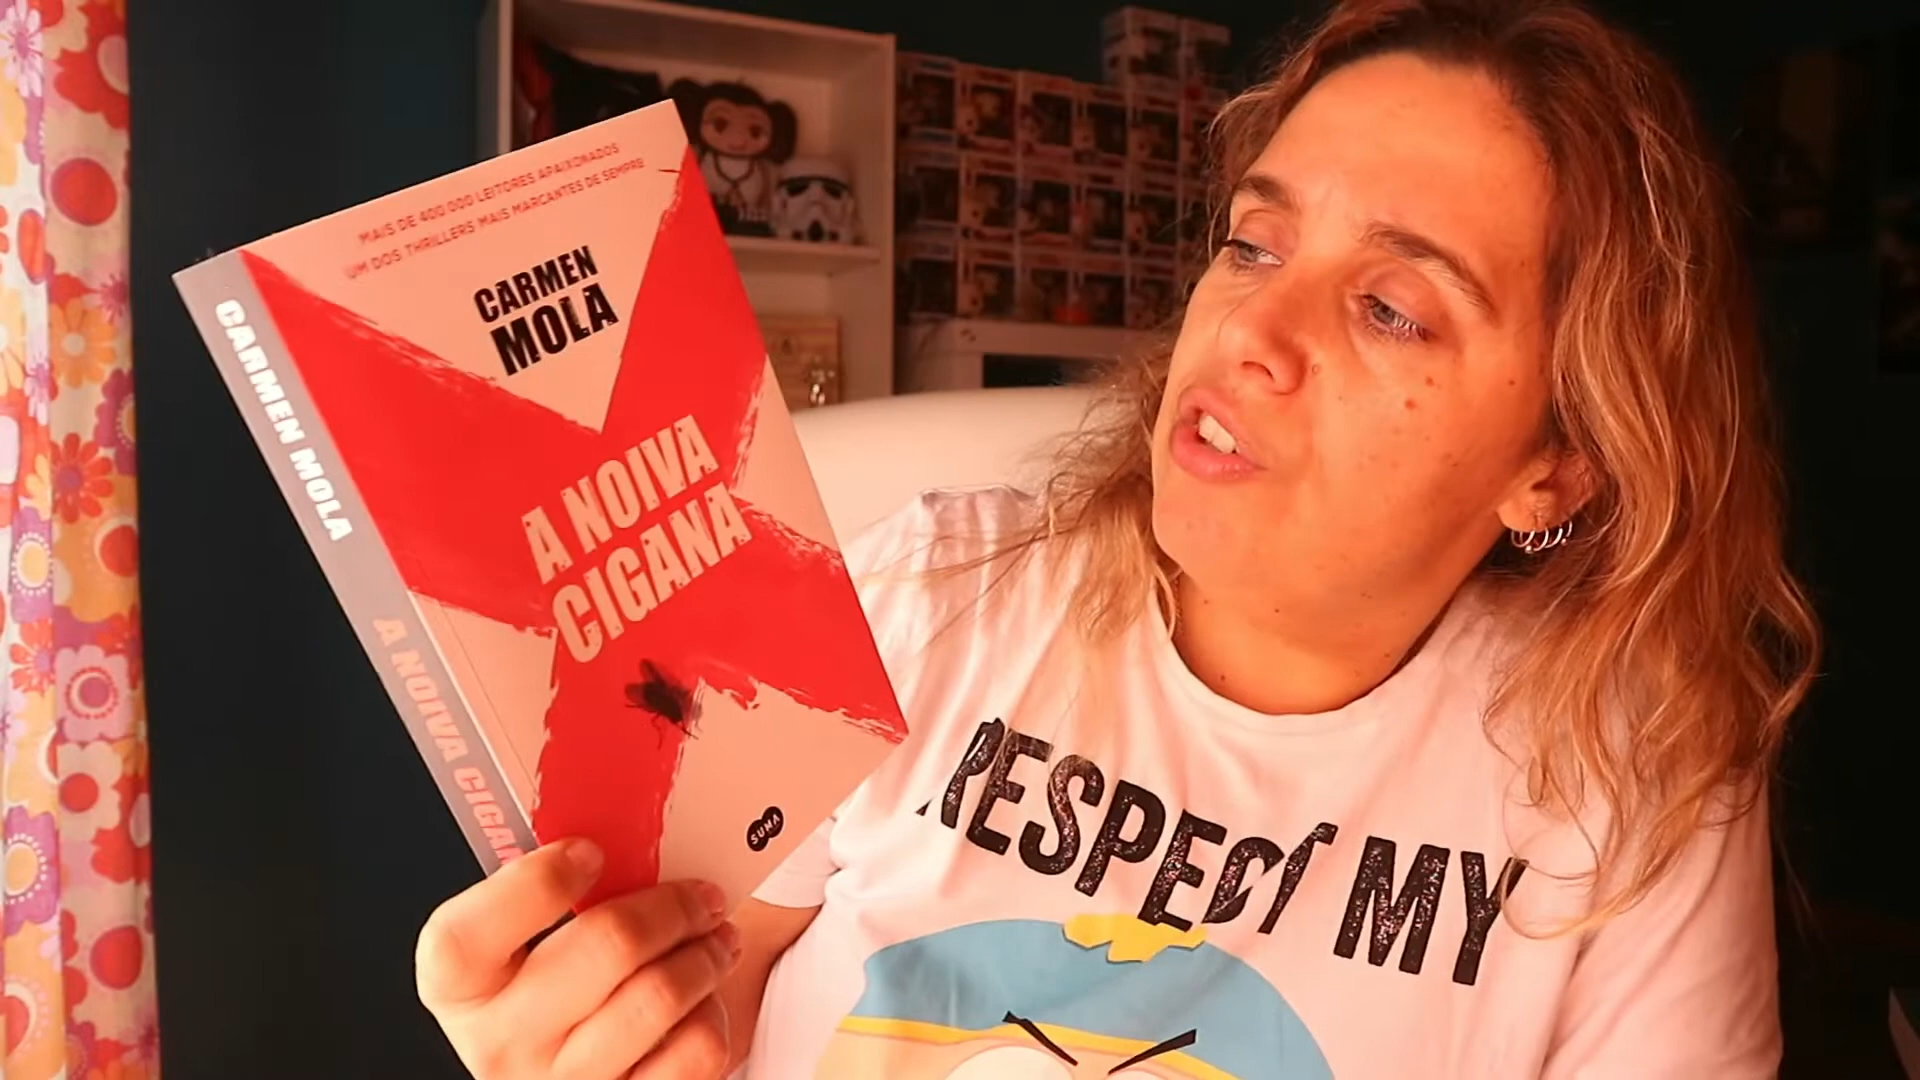 MAIS DE 400 000 LEITORES APAIXONADOS
UM DOS THRILLERS MAIS MARCANTES DE SEMPRE
CARMEN
MOLA
A NOIVA
CIGANA
SUMA
CARMEN MOLA
A NOIVA CIGAN
RESPECT MY